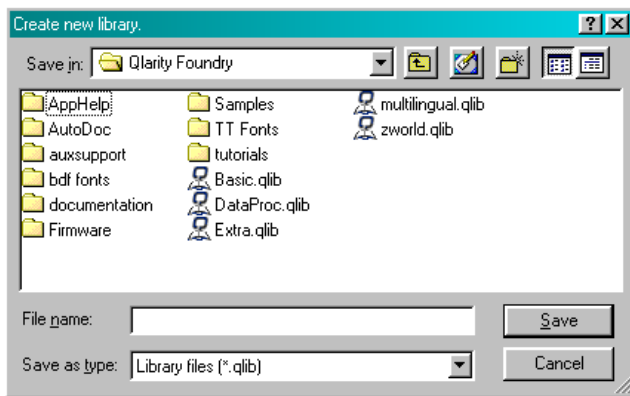 Create new library.
Save in: Qlarity Foundry
AppHelp Samples multilingual.qlib
AutoDoc TT Fonts zworld.qlib
auxsupport tutorials
bdf fonts Basic.qlib
documentation DataProc.qlib
Firmware Extra.qlib
File name: Save
Save as type: Library files (*.qlib) Cancel